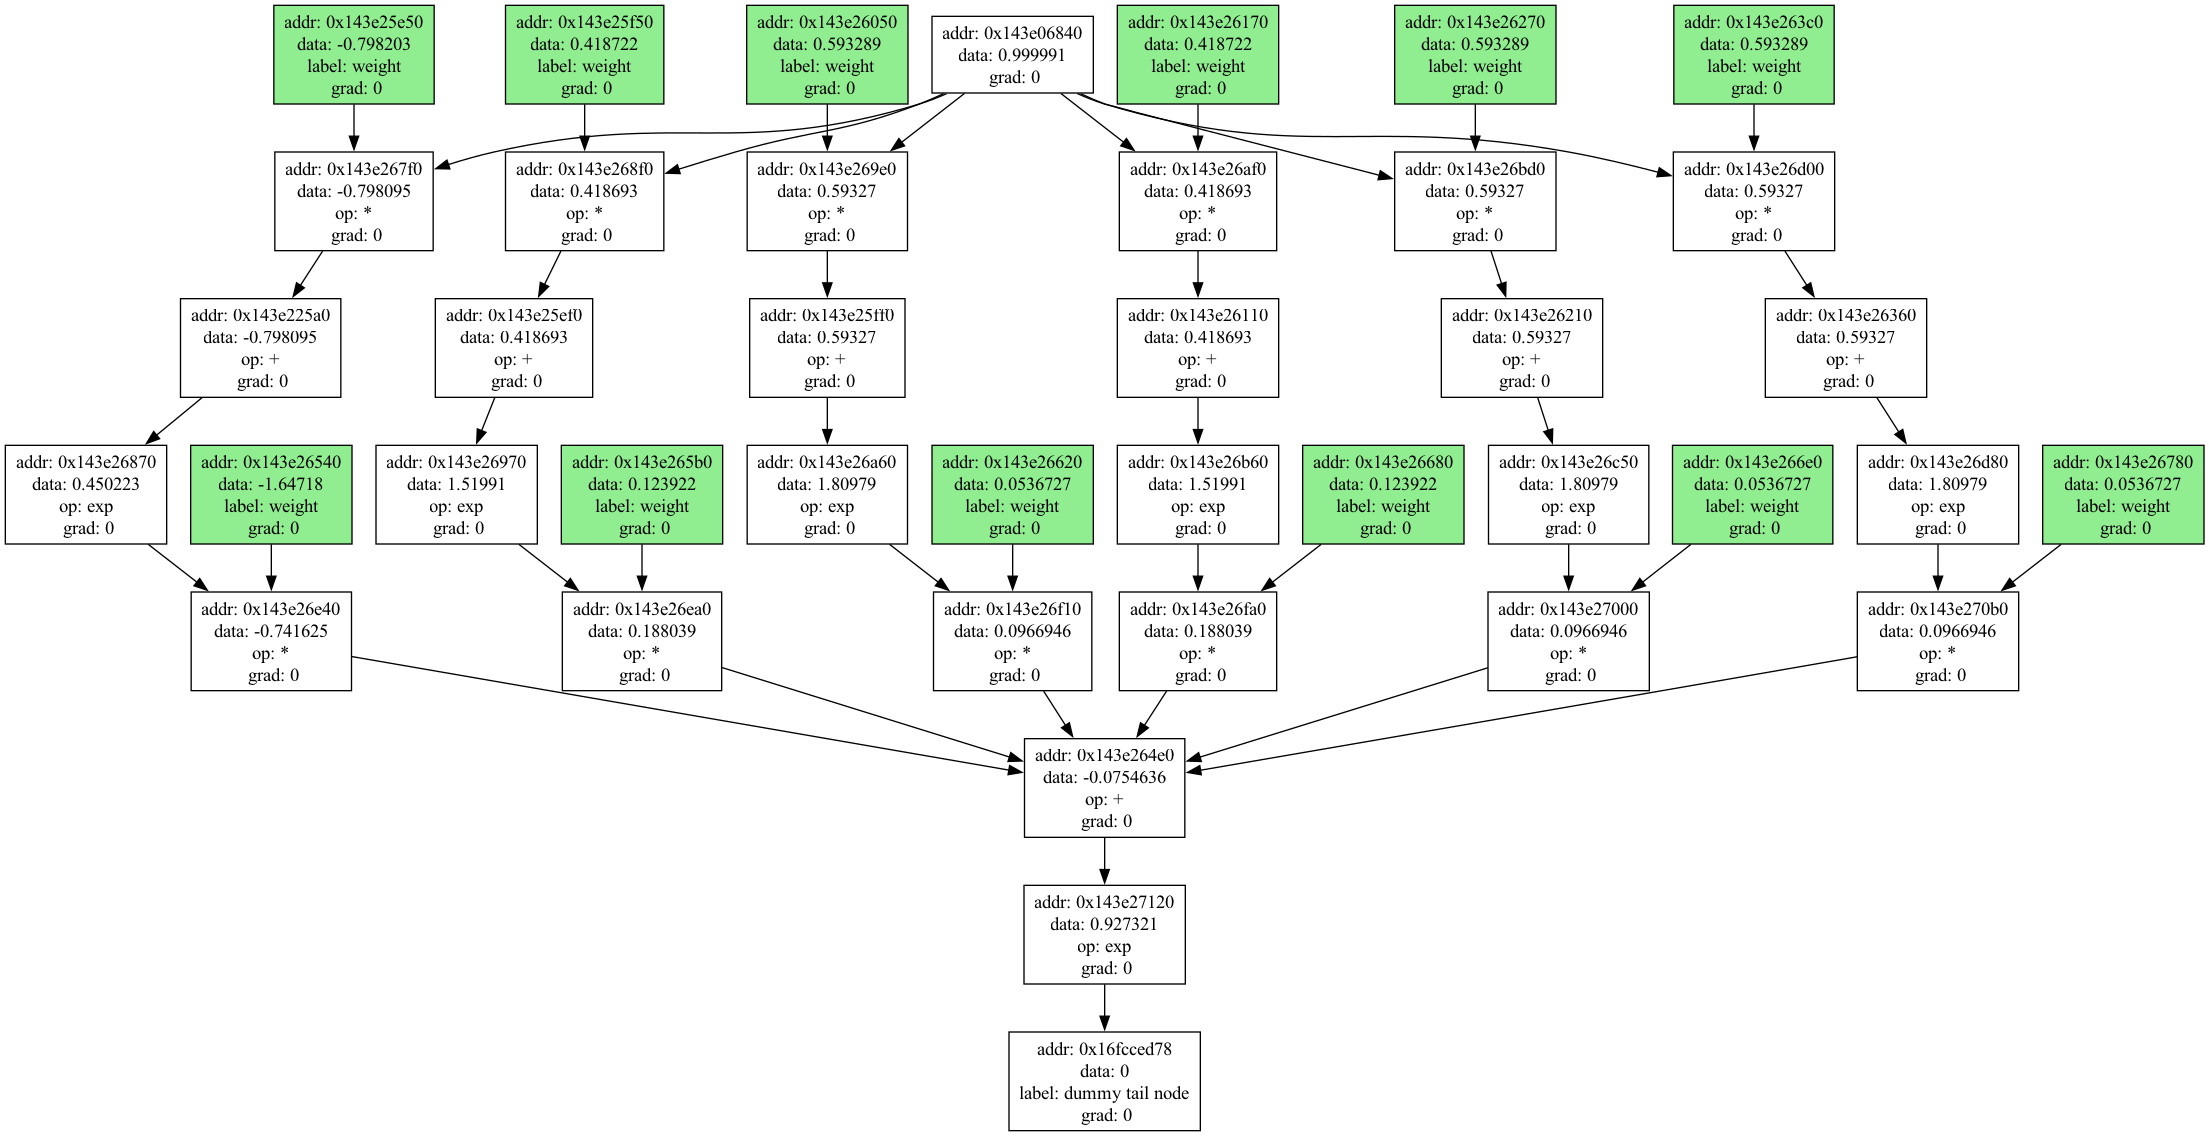 addr: 0x143e25e50
data: -0.798203
label: weight
grad: 0
addr: 0x143e25f50
data: 0.418722
label: weight
grad: 0
addr: 0x143e26050
data: 0.593289
label: weight
grad: 0
addr: 0x143e06840
data: 0.999991
grad: 0
addr: 0x143e26170
data: 0.418722
label: weight
grad: 0
addr: 0x143e26270
data: 0.593289
label: weight
grad: 0
addr: 0x143e263c0
data: 0.593289
label: weight
grad: 0
addr: 0x143e267f0
data: -0.798095
op: *
grad: 0
addr: 0x143e268f0
data: 0.418693
op: *
grad: 0
addr: 0x143e269e0
data: 0.59327
op: *
grad: 0
addr: 0x143e26af0
data: 0.418693
op: *
grad: 0
addr: 0x143e26bd0
data: 0.59327
op: *
grad: 0
addr: 0x143e26d00
data: 0.59327
op: *
grad: 0
addr: 0x143e225a0
data: -0.798095
op: +
grad: 0
addr: 0x143e25ef0
data: 0.418693
op: +
grad: 0
addr: 0x143e25ff0
data: 0.59327
op: +
grad: 0
addr: 0x143e26110
data: 0.418693
op: +
grad: 0
addr: 0x143e26210
data: 0.59327
op: +
grad: 0
addr: 0x143e26360
data: 0.59327
op: +
grad: 0
addr: 0x143e26870
data: 0.450223
op: exp
grad: 0
addr: 0x143e26540
data: -1.64718
label: weight
grad: 0
addr: 0x143e26970
data: 1.51991
op: exp
grad: 0
addr: 0x143e265b0
data: 0.123922
label: weight
grad: 0
addr: 0x143e26a60
data: 1.80979
op: exp
grad: 0
addr: 0x143e26620
data: 0.0536727
label: weight
grad: 0
addr: 0x143e26b60
data: 1.51991
op: exp
grad: 0
addr: 0x143e26680
data: 0.123922
label: weight
grad: 0
addr: 0x143e26c50
data: 1.80979
op: exp
grad: 0
addr: 0x143e266e0
data: 0.0536727
label: weight
grad: 0
addr: 0x143e26d80
data: 1.80979
op: exp
grad: 0
addr: 0x143e26780
data: 0.0536727
label: weight
grad: 0
addr: 0x143e26e40
data: -0.741625
op: *
grad: 0
addr: 0x143e26ea0
data: 0.188039
op: *
grad: 0
addr: 0x143e26f10
data: 0.0966946
op: *
grad: 0
addr: 0x143e26fa0
data: 0.188039
op: *
grad: 0
addr: 0x143e27000
data: 0.0966946
op: *
grad: 0
addr: 0x143e270b0
data: 0.0966946
op: *
grad: 0
addr: 0x143e264e0
data: -0.0754636
op: +
grad: 0
addr: 0x143e27120
data: 0.927321
op: exp
grad: 0
addr: 0x16fcced78
data: 0
label: dummy tail node
grad: 0